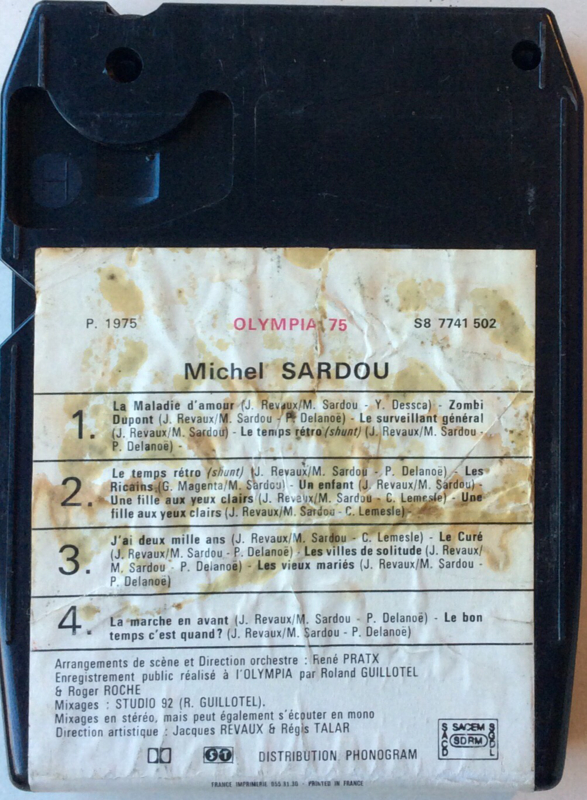 P. 1975 OLYMPIA 75 S8 7741 502
Michel SARDOU
1. La Maladie d'amour (J. Revaux/M. Sardou - Y. Dessca) - Zombi
Dupont (J. Revaux/M. Sardou - P. Delanoë) - Le surveillant général
(J. Revaux/M. Sardou) - Le temps rétro (shunt) (J. Revaux/M. Sardou -
P. Delanoë) -
2. Le temps rétro (shunt) (J. Revaux/M. Sardou - P. Delanoë) - Les
Ricains (G. Magenta/M. Sardou) - Un enfant (J. Revaux/M. Sardou) -
Une fille aux yeux clairs (J. Revaux/M. Sardou - C. Lemesle) - Une
fille aux yeux clairs (J. Revaux/M. Sardou - C. Lemesle) -
3. J'ai deux mille ans (J. Revaux/M. Sardou - C. Lemesle) - Le Curé
(J. Revaux/M. Sardou - P. Delanoë) - Les villes de solitude (J. Revaux/
M. Sardou - P. Delanoë) - Les vieux mariés (J. Revaux/M. Sardou -
P. Delanoë)
4. La marche en avant (J. Revaux/M. Sardou - P. Delanoë) - Le bon
temps c'est quand? (J. Revaux/M. Sardou - P. Delanoë)
Arrangements de scène et Direction orchestre : René PRATX
Enregistrement public réalisé à l'OLYMPIA par Roland GUILLOTEL
& Roger ROCHE
Mixages : STUDIO 92 (R. GUILLOTEL).
Mixages en stéréo, mais peut également s'écouter en mono
Direction artistique : Jacques REVAUX & Régis TALAR
ST DISTRIBUTION PHONOGRAM
SACD SACEM SDRM SGDL
FRANCE IMPRIMERIE - PRINTED IN FRANCE